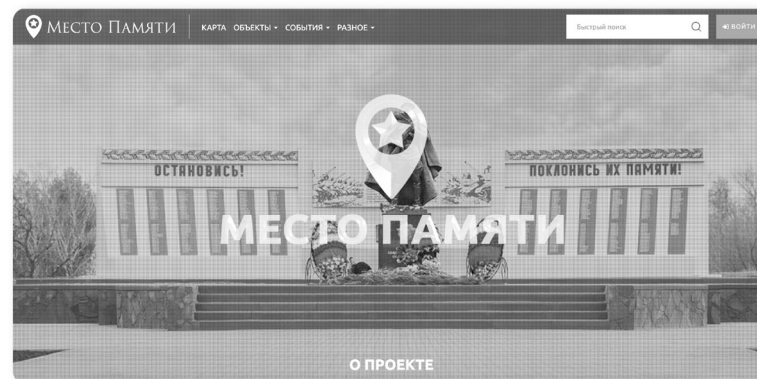 Место Памяти
КАРТА ОБЪЕКТЫ СОБЫТИЯ РАЗНОЕ
Быстрый поиск
ВОЙТИ
ОСТАНОВИСЬ!
ПОКЛОНИСЬ ИХ ПАМЯТИ!
МЕСТО ПАМЯТИ
О ПРОЕКТЕ